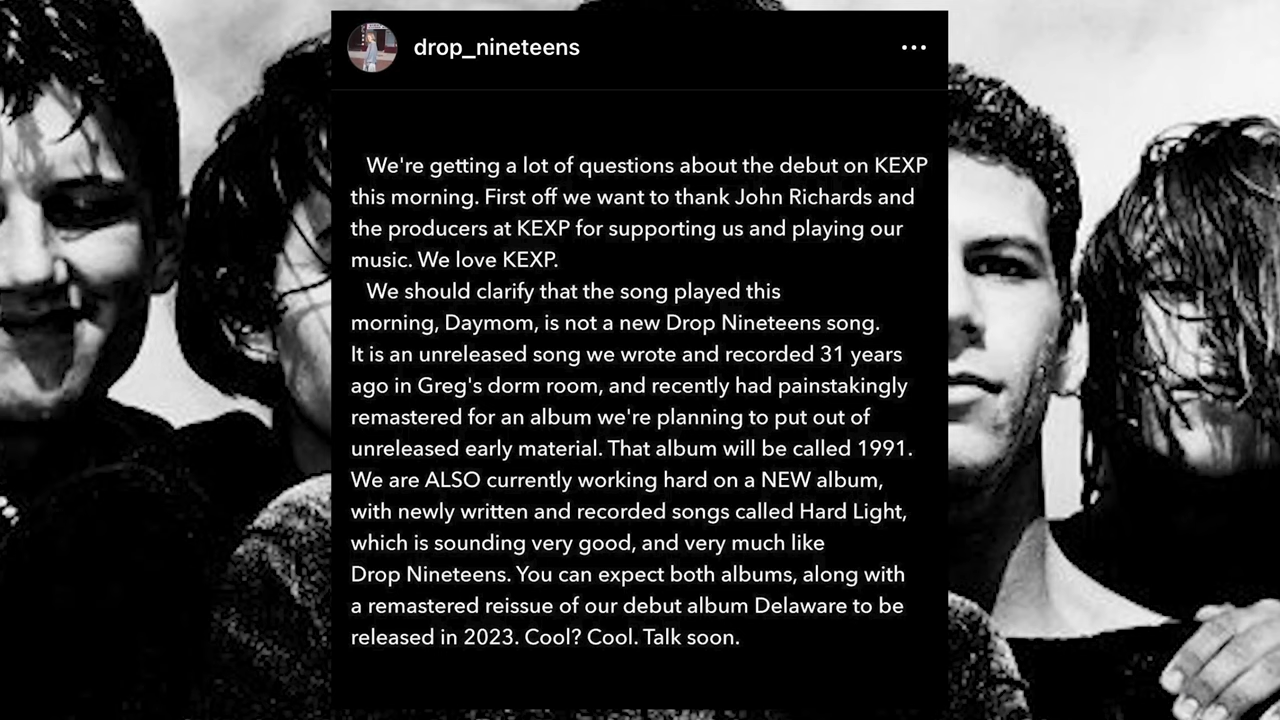 drop_nineteens
We're getting a lot of questions about the debut on KEXP
this morning. First off we want to thank John Richards and
the producers at KEXP for supporting us and playing our
music. We love KEXP.
We should clarify that the song played this
morning, Daymom, is not a new Drop Nineteens song.
It is an unreleased song we wrote and recorded 31 years
ago in Greg's dorm room, and recently had painstakingly
remastered for an album we're planning to put out of
unreleased early material. That album will be called 1991.
We are ALSO currently working hard on a NEW album,
with newly written and recorded songs called Hard Light,
which is sounding very good, and very much like
Drop Nineteens. You can expect both albums, along with
a remastered reissue of our debut album Delaware to be
released in 2023. Cool? Cool. Talk soon.